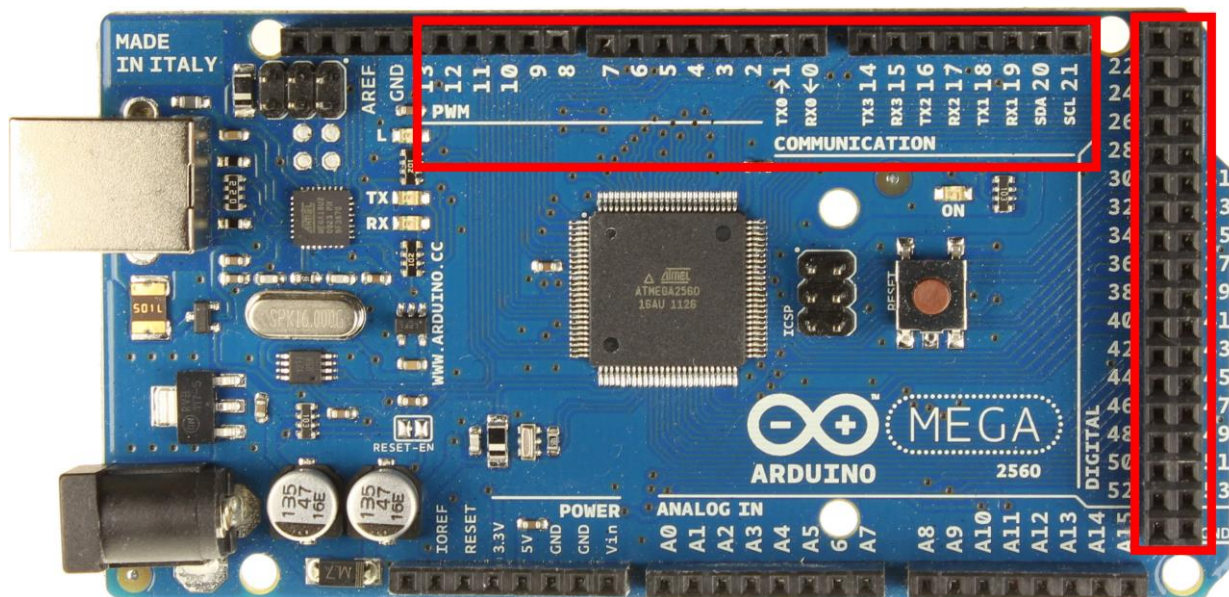 MADE
IN ITALY
AREF
GND
13
12
11
10
9
8
7
6
5
4
3
2
TX0→1
RX0←0
TX3 14
RX3 15
TX2 16
RX2 17
TX1 18
RX1 19
SDA 20
SCL 21
PWM
COMMUNICATION
L
TX
RX
ON
22
24
26
28
30
32
34
36
38
40
42
44
46
48
50
52
DIGITAL
WWW.ARDUINO.CC
ATMEL
ATMEGA2560
16AU 1126
ICSP
RESET
SPK16.000G
RESET-EN
MEGA
ARDUINO
2560
135
47
16E
135
47
16E
M7
POWER
IOREF
RESET
3.3V
5V
GND
GND
Vin
ANALOG IN
A0
A1
A2
A3
A4
A5
6
A7
A8
A9
A10
A11
A12
A13
A14
A15